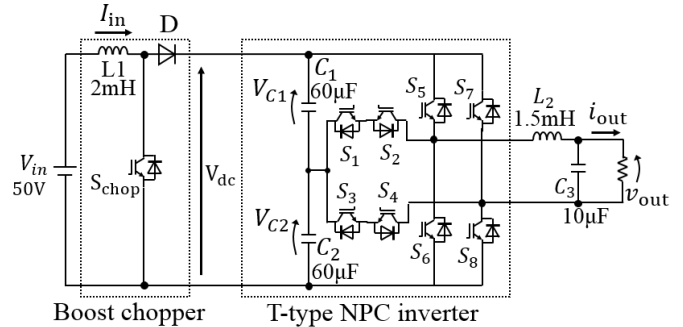 I_in
D
L1
2mH
V_in
50V
S_chop
V_dc
V_C1
C_1
60μF
S_1
S_2
S_3
S_4
V_C2
C_2
60μF
S_5
S_7
S_6
S_8
L_2
1.5mH
i_out
C_3
10μF
v_out
Boost chopper
T-type NPC inverter